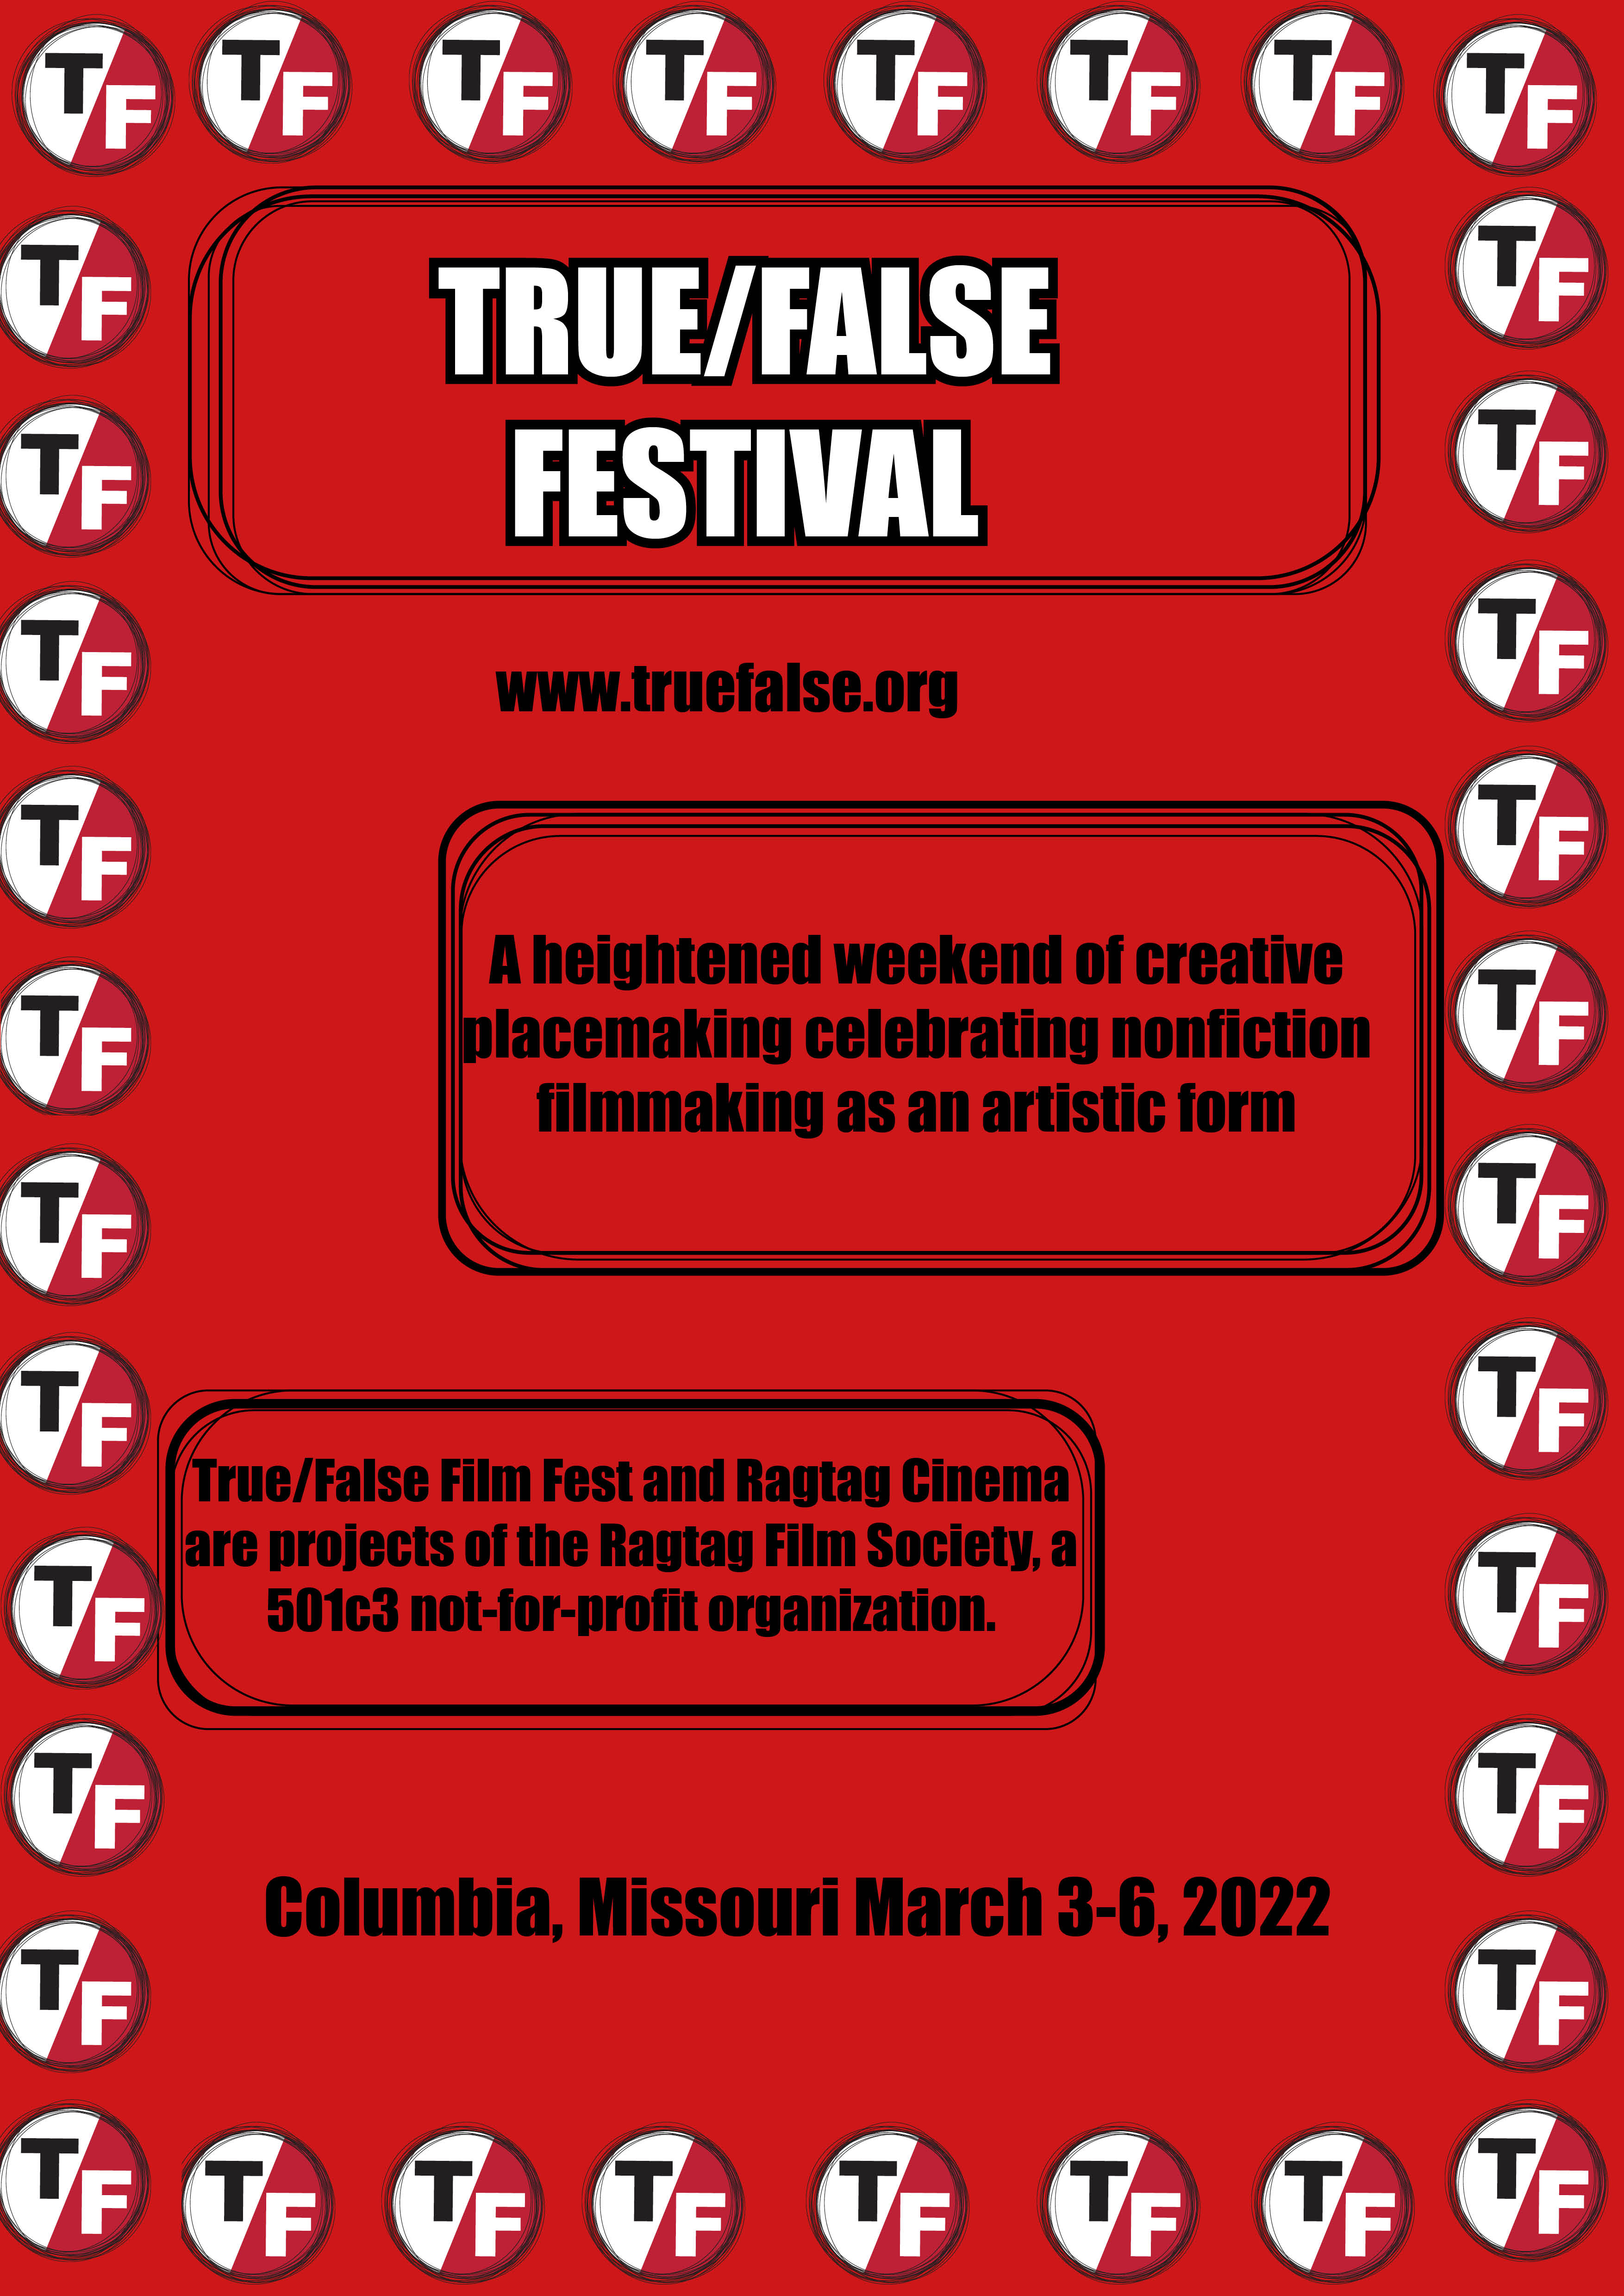 T F T F T F T F T F T F T F T F
TRUE/FALSE
FESTIVAL
www.truefalse.org
A heightened weekend of creative
placemaking celebrating nonfiction
filmmaking as an artistic form
True/False Film Fest and Ragtag Cinema
are projects of the Ragtag Film Society, a
501c3 not-for-profit organization.
Columbia, Missouri March 3-6, 2022
T F T F T F T F T F T F T F T F